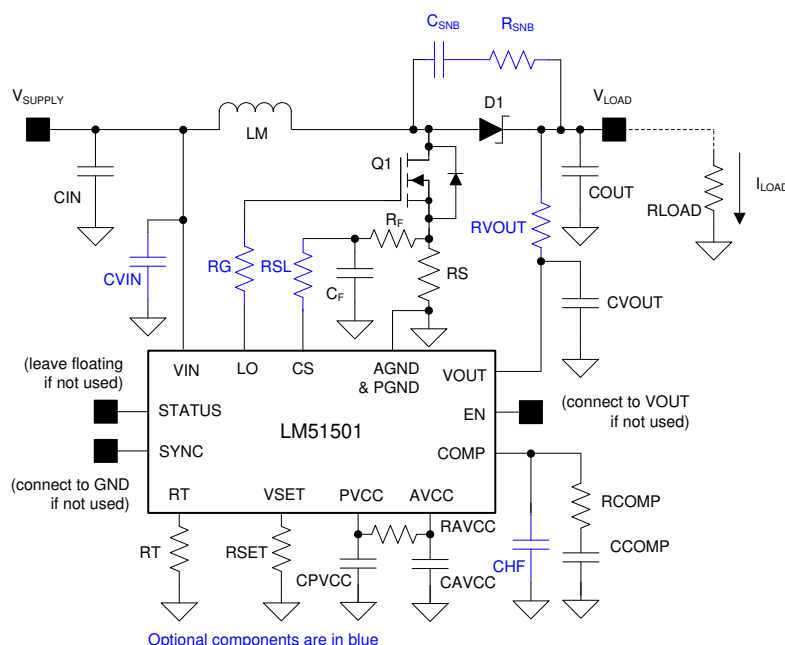 CSNB
RSNB
VSUPPLY
LM
D1
VLOAD
CIN
Q1
COUT
RLOAD
ILOAD
CVIN
RG
RSL
RF
CF
RS
RVOUT
CVOUT
(leave floating
if not used)
VIN
LO
CS
AGND
& PGND
VOUT
STATUS
EN
(connect to VOUT
if not used)
LM51501
SYNC
COMP
(connect to GND
if not used)
RT
VSET
PVCC
AVCC
RCOMP
RAVCC
RT
RSET
CPVCC
CAVCC
CHF
CCOMP
Optional components are in blue